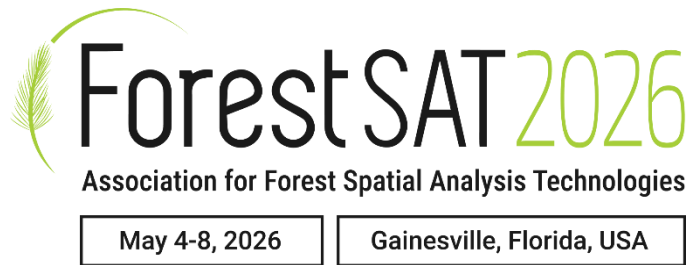 ForestSAT2026
Association for Forest Spatial Analysis Technologies
May 4-8, 2026
Gainesville, Florida, USA